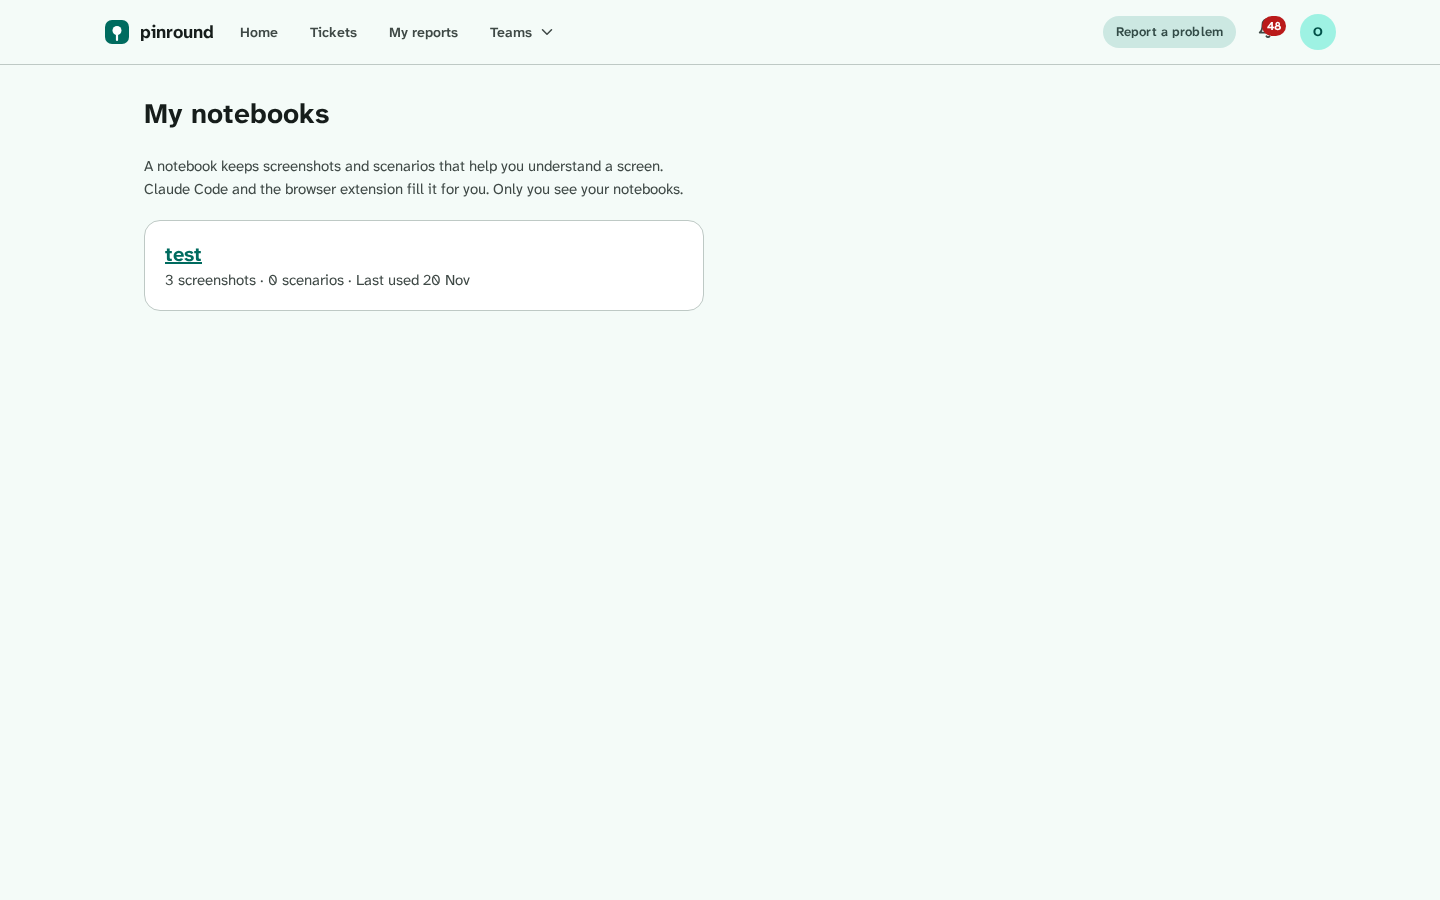 pinround
Home
Tickets
My reports
Teams
Report a problem
48
O
My notebooks
A notebook keeps screenshots and scenarios that help you understand a screen.
Claude Code and the browser extension fill it for you. Only you see your notebooks.
test
3 screenshots · 0 scenarios · Last used 20 Nov